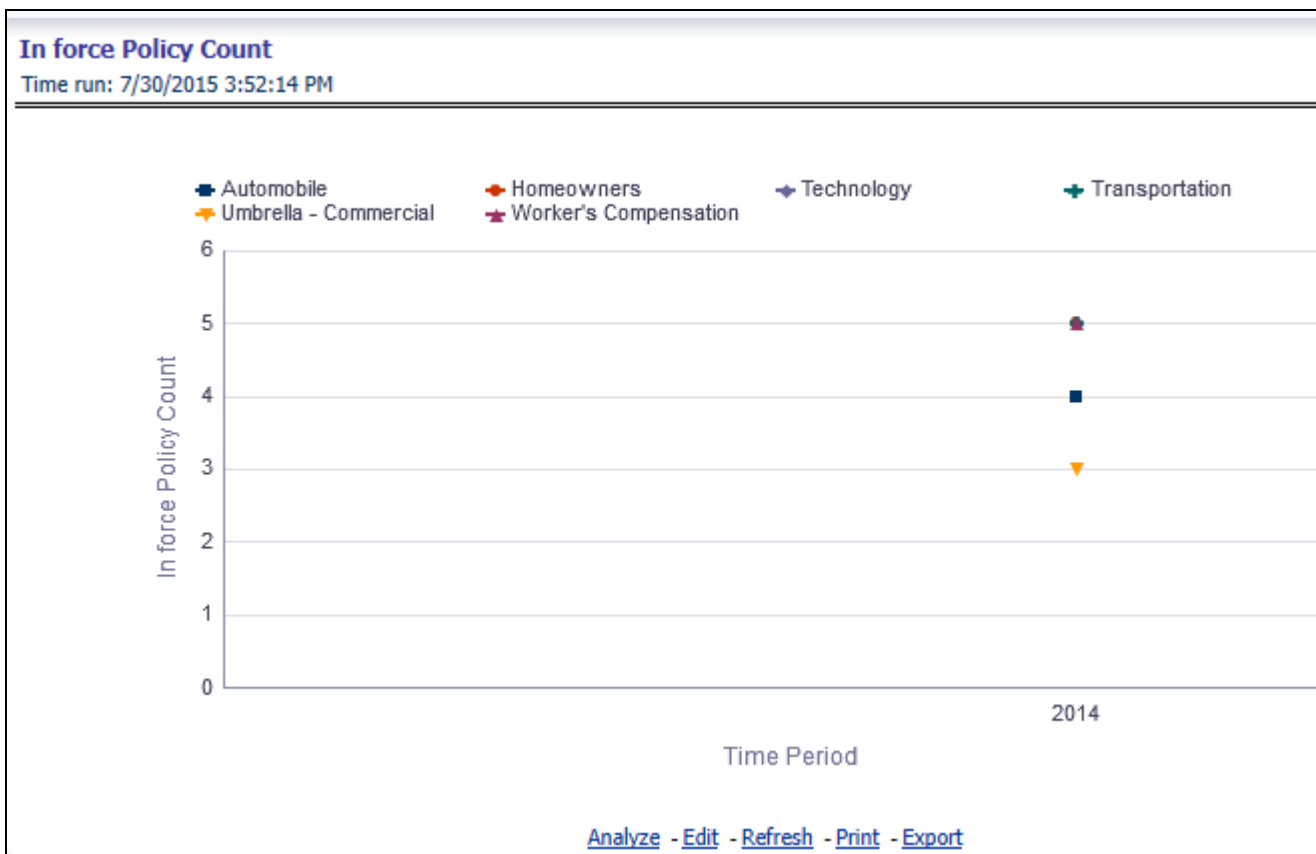 In force Policy Count
Time run: 7/30/2015 3:52:14 PM
Automobile Homeowners Technology Transportation
Umbrella - Commercial Worker's Compensation
6
5
4
3
2
1
0
In force Policy Count
2014
Time Period
Analyze - Edit - Refresh - Print - Export